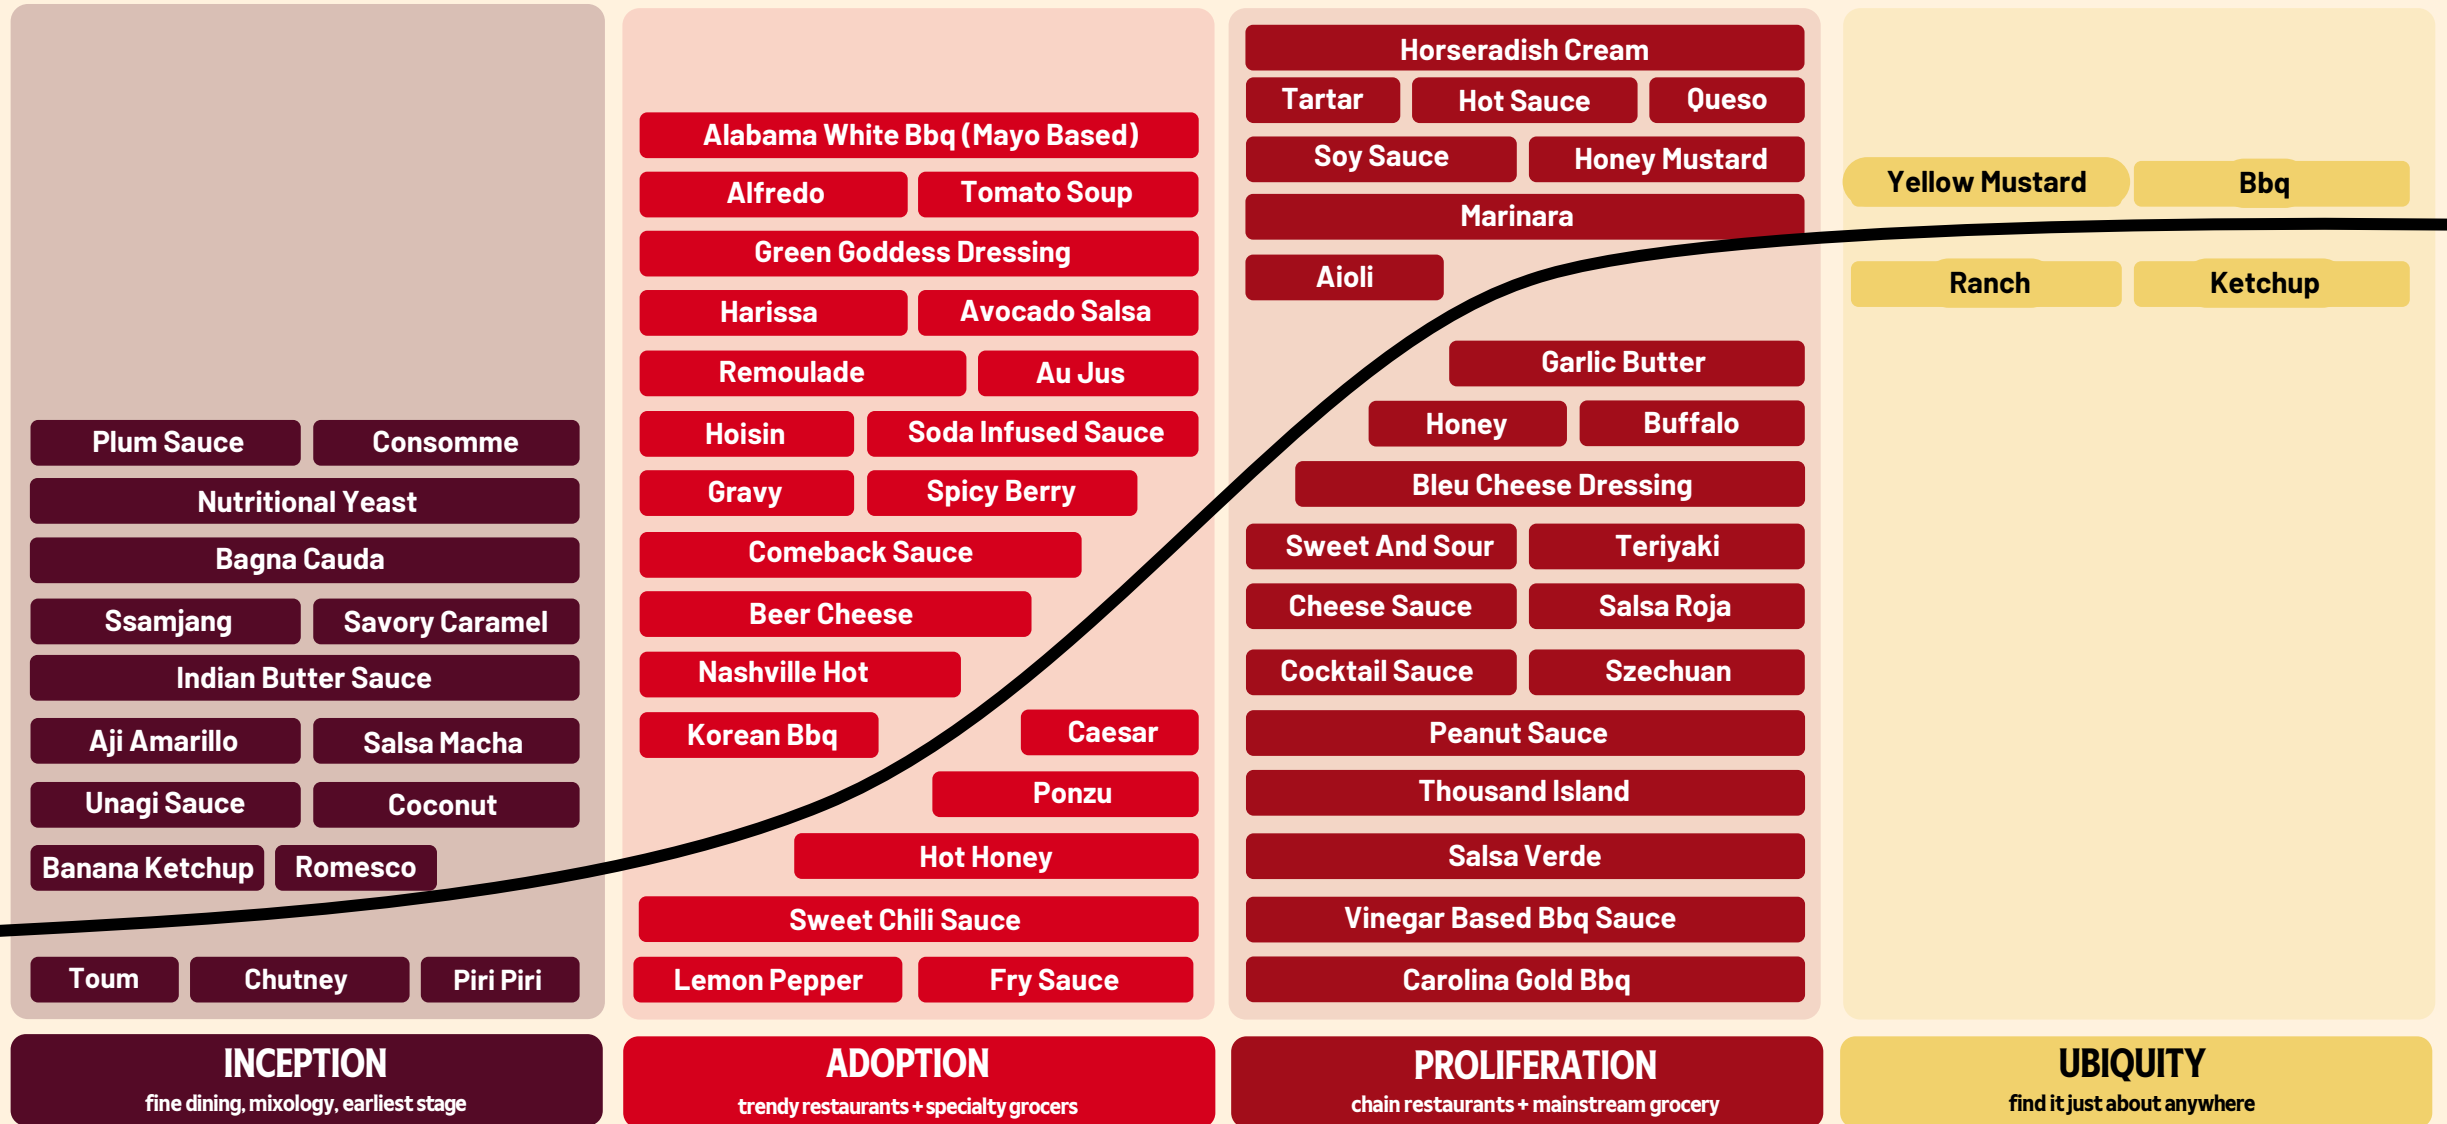 Plum Sauce
Consomme
Nutritional Yeast
Bagna Cauda
Ssamjang
Savory Caramel
Indian Butter Sauce
Aji Amarillo
Salsa Macha
Unagi Sauce
Coconut
Banana Ketchup
Romesco
Toum
Chutney
Piri Piri
INCEPTION
fine dining, mixology, earliest stage
Alabama White Bbq (Mayo Based)
Alfredo
Tomato Soup
Green Goddess Dressing
Harissa
Avocado Salsa
Remoulade
Au Jus
Hoisin
Soda Infused Sauce
Gravy
Spicy Berry
Comeback Sauce
Beer Cheese
Nashville Hot
Korean Bbq
Caesar
Ponzu
Hot Honey
Sweet Chili Sauce
Lemon Pepper
Fry Sauce
ADOPTION
trendy restaurants + specialty grocers
Horseradish Cream
Tartar
Hot Sauce
Queso
Soy Sauce
Honey Mustard
Marinara
Aioli
Garlic Butter
Honey
Buffalo
Bleu Cheese Dressing
Sweet And Sour
Teriyaki
Cheese Sauce
Salsa Roja
Cocktail Sauce
Szechuan
Peanut Sauce
Thousand Island
Salsa Verde
Vinegar Based Bbq Sauce
Carolina Gold Bbq
PROLIFERATION
chain restaurants + mainstream grocery
Yellow Mustard
Bbq
Ranch
Ketchup
UBIQUITY
find it just about anywhere